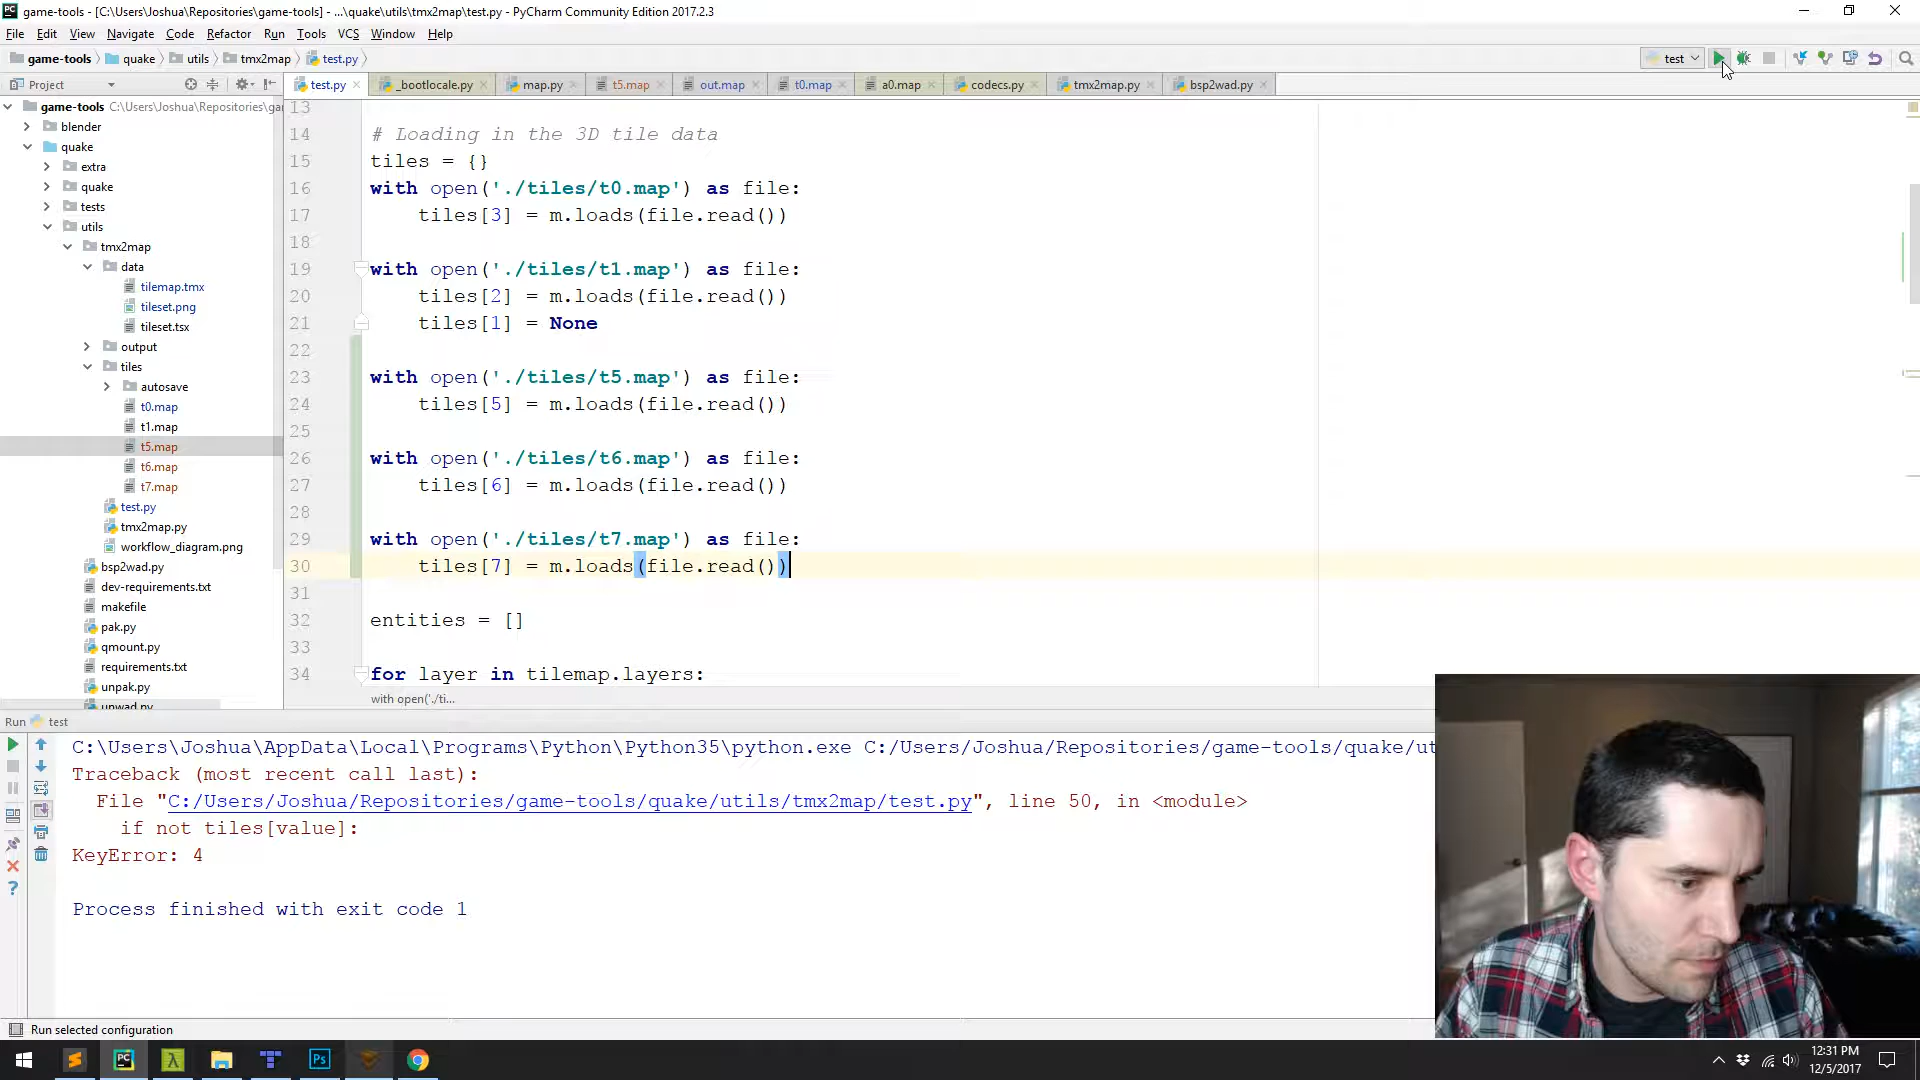 game-tools - [C:\Users\Joshua\Repositories\game-tools] - ...\quake\utils\tmx2map\test.py - PyCharm Community Edition 2017.2.3
File Edit View Navigate Code Refactor Run Tools VCS Window Help
game-tools quake utils tmx2map test.py test
Project test.py _bootlocale.py map.py t5.map out.map t0.map a0.map codecs.py tmx2map.py bsp2wad.py
game-tools C:\Users\Joshua\Repositories\ga
blender
quake
extra
quake
tests
utils
tmx2map
data
tilemap.tmx
tileset.png
tileset.tsx
output
tiles
autosave
t0.map
t1.map
t5.map
t6.map
t7.map
test.py
tmx2map.py
workflow_diagram.png
bsp2wad.py
dev-requirements.txt
makefile
pak.py
qmount.py
requirements.txt
unpak.py
unwad.py
13
14 # Loading in the 3D tile data
15 tiles = {}
16 with open('./tiles/t0.map') as file:
17 tiles[3] = m.loads(file.read())
18
19 with open('./tiles/t1.map') as file:
20 tiles[2] = m.loads(file.read())
21 tiles[1] = None
22
23 with open('./tiles/t5.map') as file:
24 tiles[5] = m.loads(file.read())
25
26 with open('./tiles/t6.map') as file:
27 tiles[6] = m.loads(file.read())
28
29 with open('./tiles/t7.map') as file:
30 tiles[7] = m.loads(file.read())
31
32 entities = []
33
34 for layer in tilemap.layers:
with open('./ti...
Run test
C:\Users\Joshua\AppData\Local\Programs\Python\Python35\python.exe C:/Users/Joshua/Repositories/game-tools/quake/ut
Traceback (most recent call last):
File "C:/Users/Joshua/Repositories/game-tools/quake/utils/tmx2map/test.py", line 50, in <module>
if not tiles[value]:
KeyError: 4
Process finished with exit code 1
Run selected configuration
12:31 PM
12/5/2017